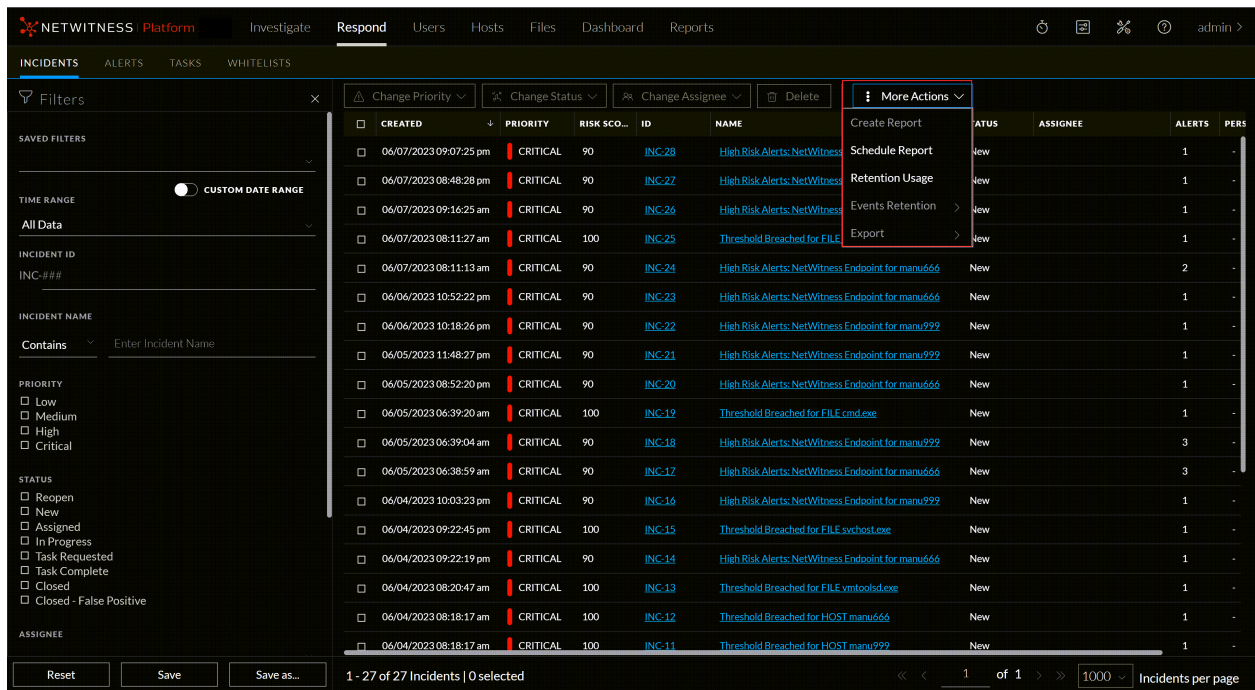 NETWITNESS Platform Investigate Respond Users Hosts Files Dashboard Reports admin >
INCIDENTS ALERTS TASKS WHITELISTS
Filters
SAVED FILTERS
CUSTOM DATE RANGE
TIME RANGE
All Data
INCIDENT ID
INC-###
INCIDENT NAME
Contains Enter Incident Name
PRIORITY
Low
Medium
High
Critical
STATUS
Reopen
New
Assigned
In Progress
Task Requested
Task Complete
Closed
Closed - False Positive
ASSIGNEE
Reset Save Save as...
Change Priority Change Status Change Assignee Delete More Actions
Create Report
Schedule Report
Retention Usage
Events Retention >
Export >
CREATED PRIORITY RISK SCO... ID NAME TATUS ASSIGNEE ALERTS PERS
06/07/2023 09:07:25 pm CRITICAL 90 INC-28 High Risk Alerts: NetWitness New 1 -
06/07/2023 08:48:28 pm CRITICAL 90 INC-27 High Risk Alerts: NetWitness New 1 -
06/07/2023 09:16:25 am CRITICAL 90 INC-26 High Risk Alerts: NetWitness New 1 -
06/07/2023 08:11:27 am CRITICAL 100 INC-25 Threshold Breached for FILE New 1 -
06/07/2023 08:11:13 am CRITICAL 90 INC-24 High Risk Alerts: NetWitness Endpoint for manu666 New 2 -
06/06/2023 10:52:22 pm CRITICAL 90 INC-23 High Risk Alerts: NetWitness Endpoint for manu666 New 1 -
06/06/2023 10:18:26 pm CRITICAL 90 INC-22 High Risk Alerts: NetWitness Endpoint for manu999 New 1 -
06/05/2023 11:48:27 pm CRITICAL 90 INC-21 High Risk Alerts: NetWitness Endpoint for manu999 New 1 -
06/05/2023 08:52:20 pm CRITICAL 90 INC-20 High Risk Alerts: NetWitness Endpoint for manu666 New 1 -
06/05/2023 06:39:20 am CRITICAL 100 INC-19 Threshold Breached for FILE cmd.exe New 1 -
06/05/2023 06:39:04 am CRITICAL 90 INC-18 High Risk Alerts: NetWitness Endpoint for manu999 New 3 -
06/05/2023 06:38:59 am CRITICAL 90 INC-17 High Risk Alerts: NetWitness Endpoint for manu666 New 3 -
06/04/2023 10:03:23 pm CRITICAL 90 INC-16 High Risk Alerts: NetWitness Endpoint for manu999 New 1 -
06/04/2023 09:22:45 pm CRITICAL 100 INC-15 Threshold Breached for FILE svchost.exe New 1 -
06/04/2023 09:22:19 pm CRITICAL 90 INC-14 High Risk Alerts: NetWitness Endpoint for manu666 New 1 -
06/04/2023 08:20:47 am CRITICAL 100 INC-13 Threshold Breached for FILE vmtoolsd.exe New 1 -
06/04/2023 08:18:17 am CRITICAL 100 INC-12 Threshold Breached for HOST manu666 New 1 -
06/04/2023 08:18:17 am CRITICAL 100 INC-11 Threshold Breached for HOST manu999 New 1 -
1 - 27 of 27 Incidents | 0 selected << < 1 of 1 > >> 1000 Incidents per page